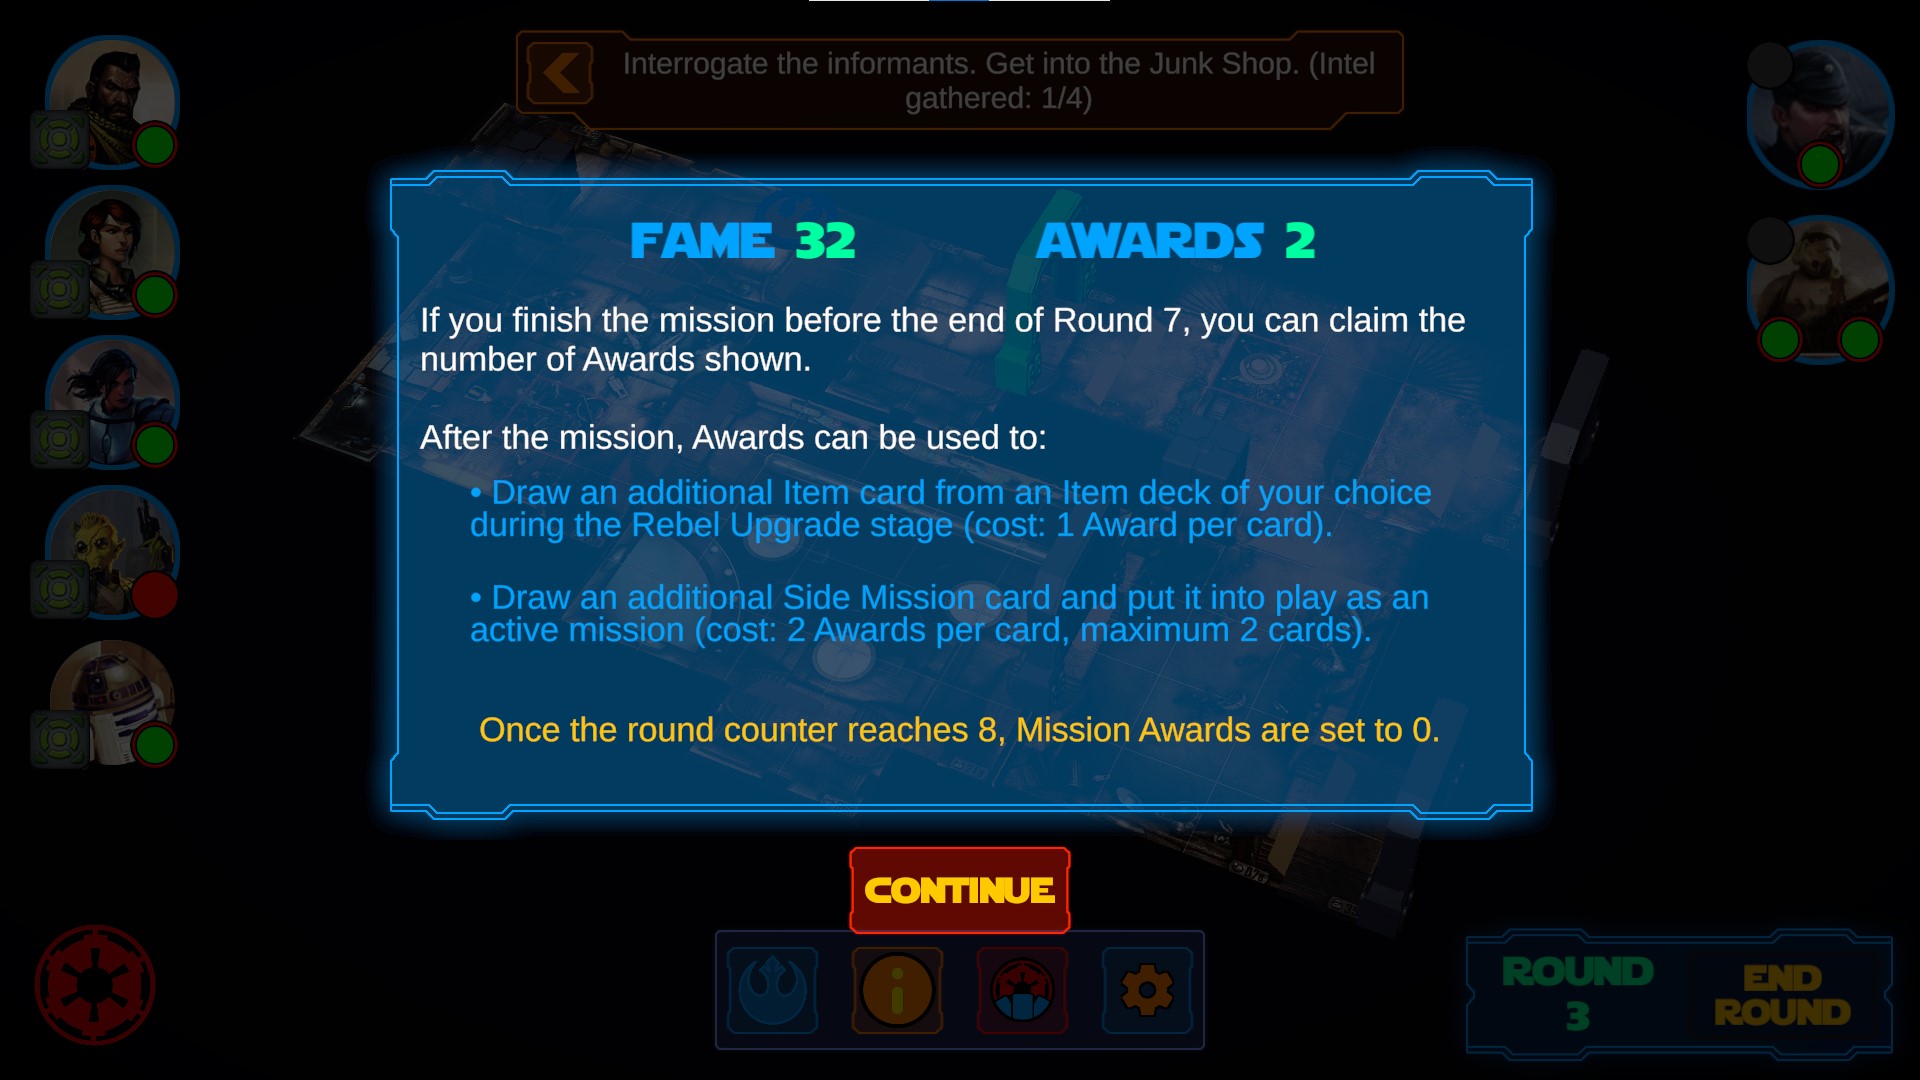 Interrogate the informants. Get into the Junk Shop. (Intel
gathered: 1/4)
FAME 32
AWARDS 2
If you finish the mission before the end of Round 7, you can claim the
number of Awards shown.
After the mission, Awards can be used to:
• Draw an additional Item card from an Item deck of your choice
during the Rebel Upgrade stage (cost: 1 Award per card).
• Draw an additional Side Mission card and put it into play as an
active mission (cost: 2 Awards per card, maximum 2 cards).
Once the round counter reaches 8, Mission Awards are set to 0.
CONTINUE
ROUND
3
END
ROUND